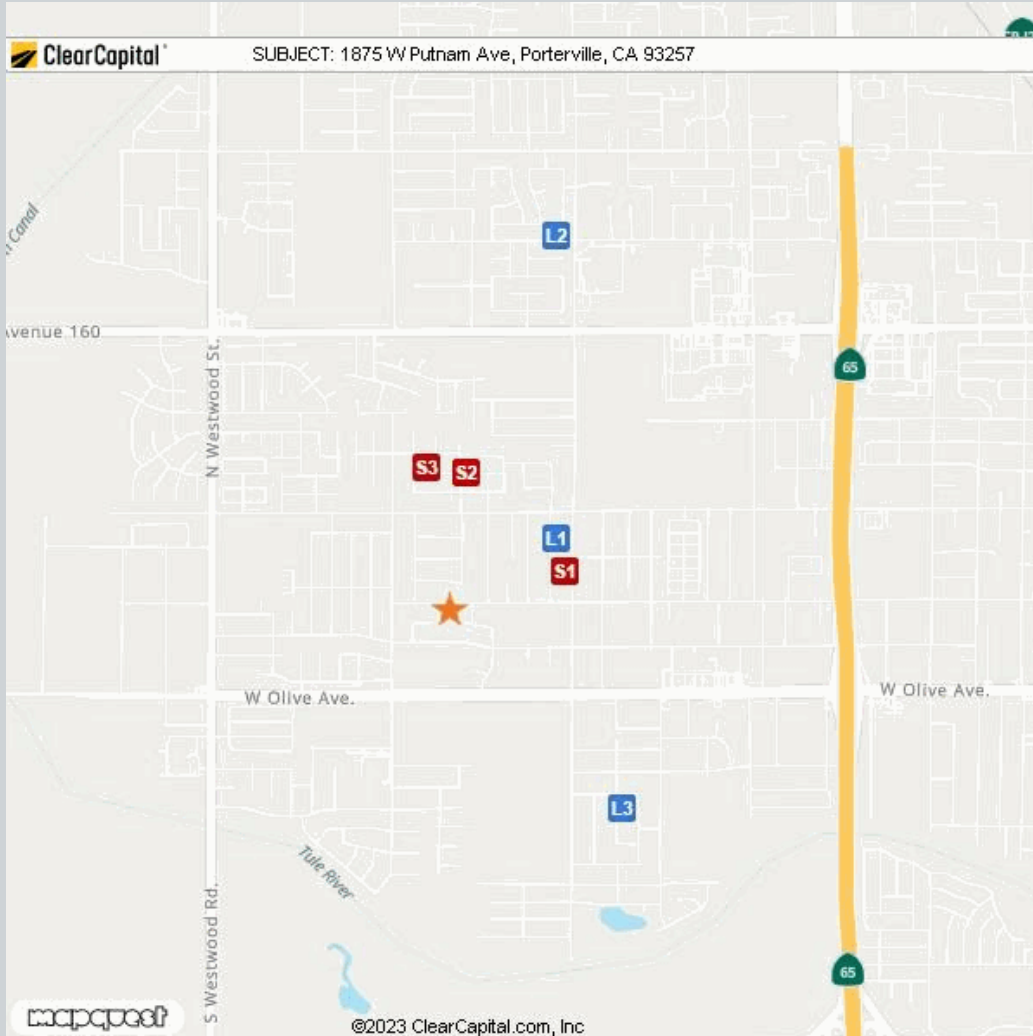 ClearCapital
SUBJECT: 1875 W Putnam Ave, Porterville, CA 93257
Canal
L2
Avenue 160
65
N Westwood St.
S3
S2
L1
S1
W Olive Ave.
W Olive Ave.
L3
Tule River
S Westwood Rd.
65
mapquest
©2023 ClearCapital.com, Inc